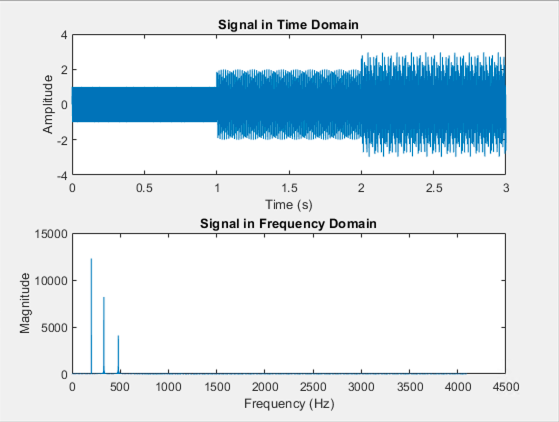 Signal in Time Domain
4
2
0
-2
-4
Amplitude
0 0.5 1 1.5 2 2.5 3
Time (s)
Signal in Frequency Domain
15000
10000
5000
0
Magnitude
0 500 1000 1500 2000 2500 3000 3500 4000 4500
Frequency (Hz)